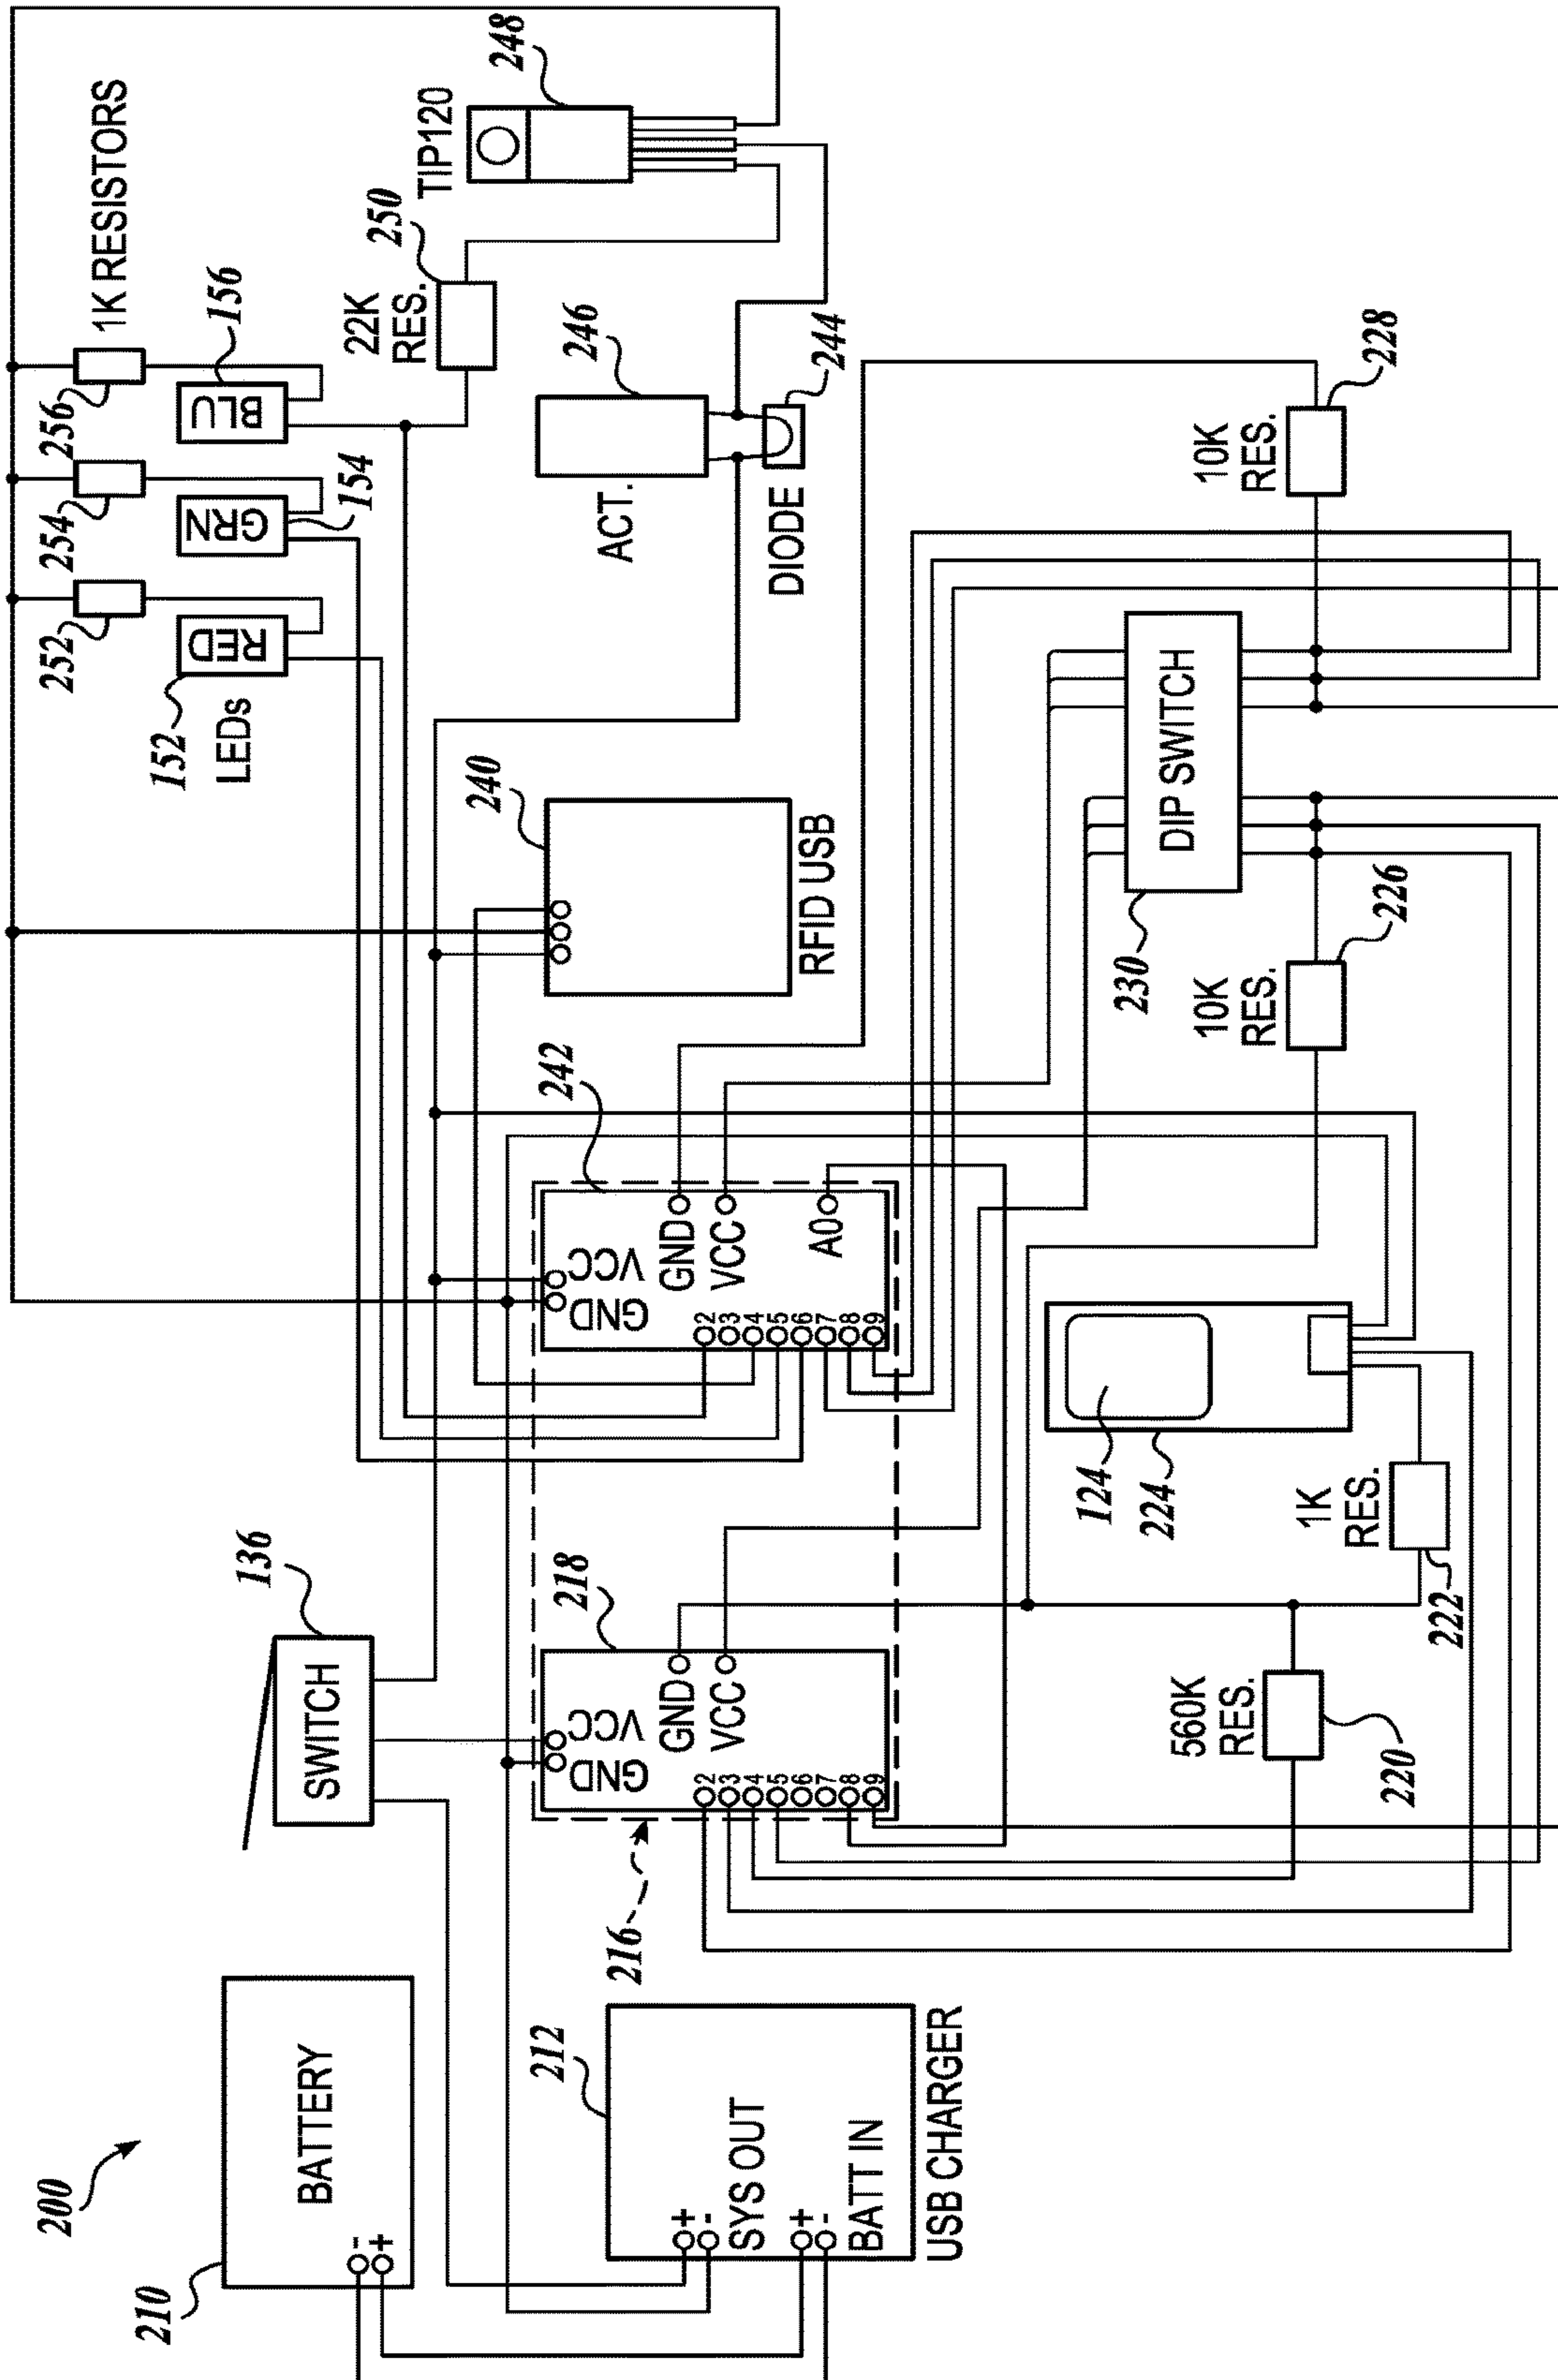 200
210
BATTERY
-
+
136
SWITCH
1K RESISTORS
252
254
256
RED
GRN
BLU
152
154
156
LEDs
TIP120
248
250
22K
RES.
246
ACT.
244
DIODE
240
RFID USB
212
+
-
SYS OUT
+
-
BATT IN
USB CHARGER
216
218
GND
VCC
GND
VCC
2
3
4
5
6
7
8
9
242
GND
VCC
GND
VCC
A0
2
3
4
5
6
7
8
9
124
224
560K
RES.
220
1K
RES.
222
10K
RES.
226
230
DIP SWITCH
10K
RES.
228